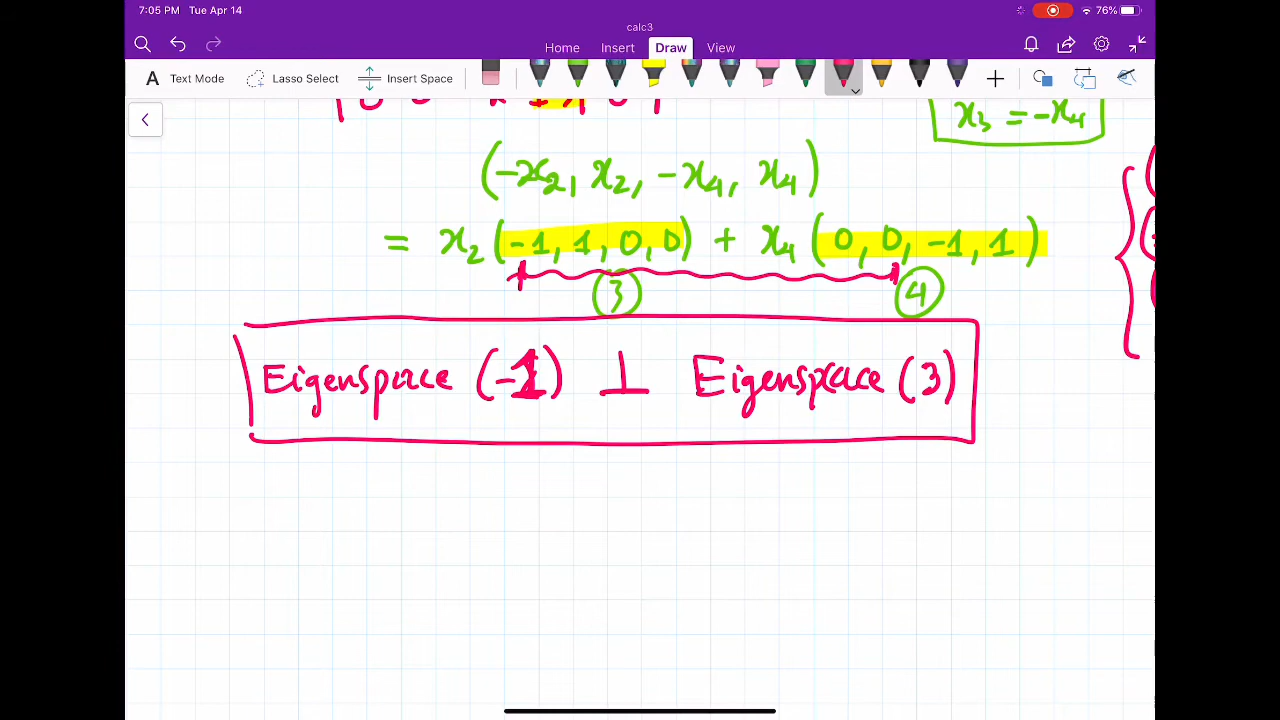 7:05 PM Tue Apr 14
76%
calc3
Home Insert Draw View
A Text Mode Lasso Select Insert Space
x3 = -x4
(-x2, x2, -x4, x4)
= x2 (-1, 1, 0, 0) + x4 (0, 0, -1, 1)
3 4
Eigenspace (-1) ⊥ Eigenspace (3)